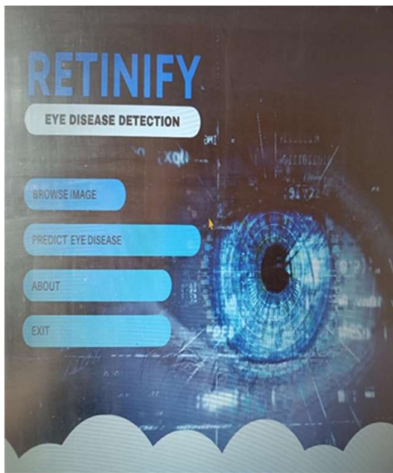 RETINIFY
EYE DISEASE DETECTION
BROWSE IMAGE
PREDICT EYE DISEASE
ABOUT
EXIT